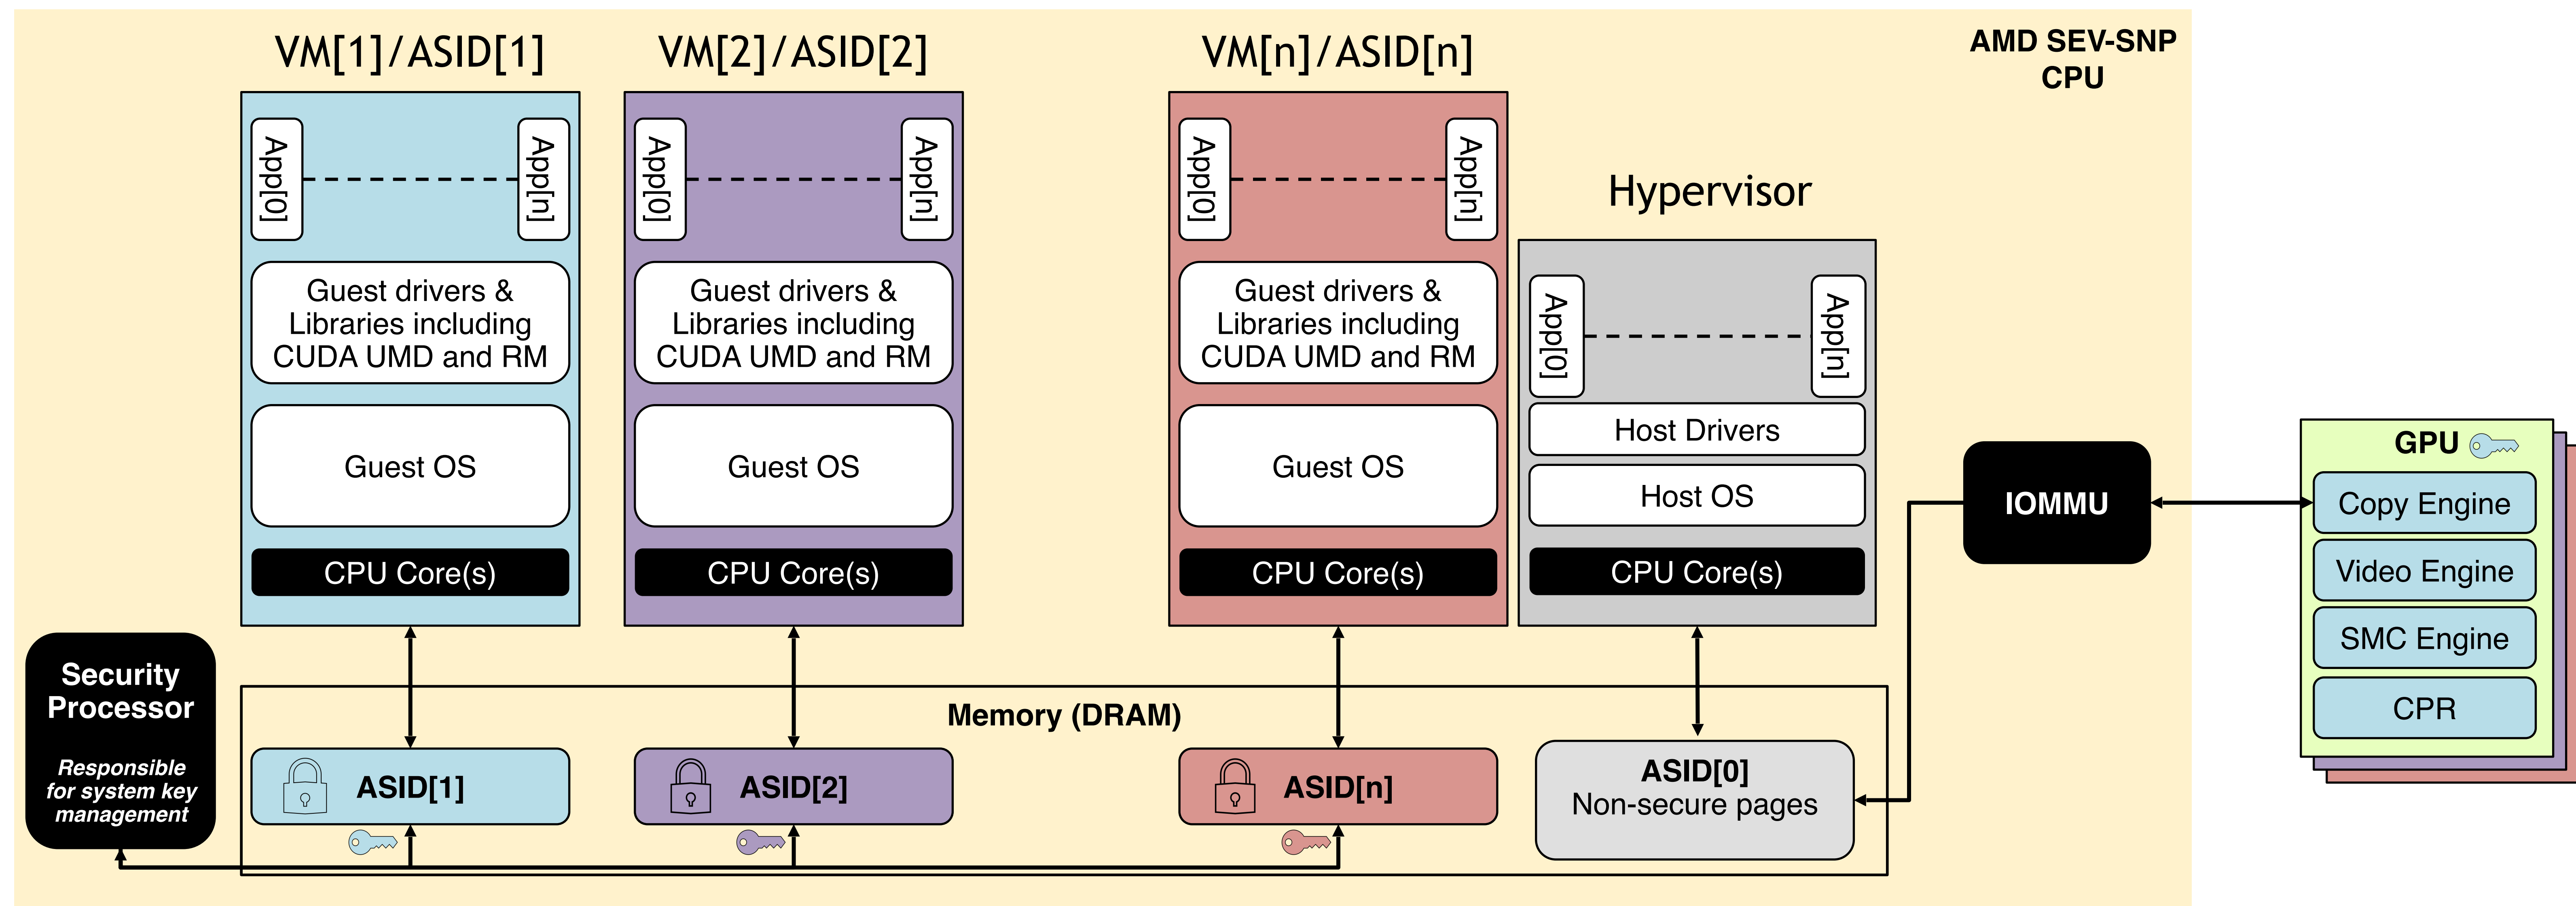 VM[1]/ASID[1]
VM[2]/ASID[2]
VM[n]/ASID[n]
AMD SEV-SNP
CPU
App[0]
App[n]
Guest drivers &
Libraries including
CUDA UMD and RM
Guest OS
CPU Core(s)
App[0]
App[n]
Guest drivers &
Libraries including
CUDA UMD and RM
Guest OS
CPU Core(s)
App[0]
App[n]
Guest drivers &
Libraries including
CUDA UMD and RM
Guest OS
CPU Core(s)
Hypervisor
App[0]
App[n]
Host Drivers
Host OS
CPU Core(s)
IOMMU
GPU
Copy Engine
Video Engine
SMC Engine
CPR
Security
Processor
Responsible
for system key
management
Memory (DRAM)
ASID[1]
ASID[2]
ASID[n]
ASID[0]
Non-secure pages